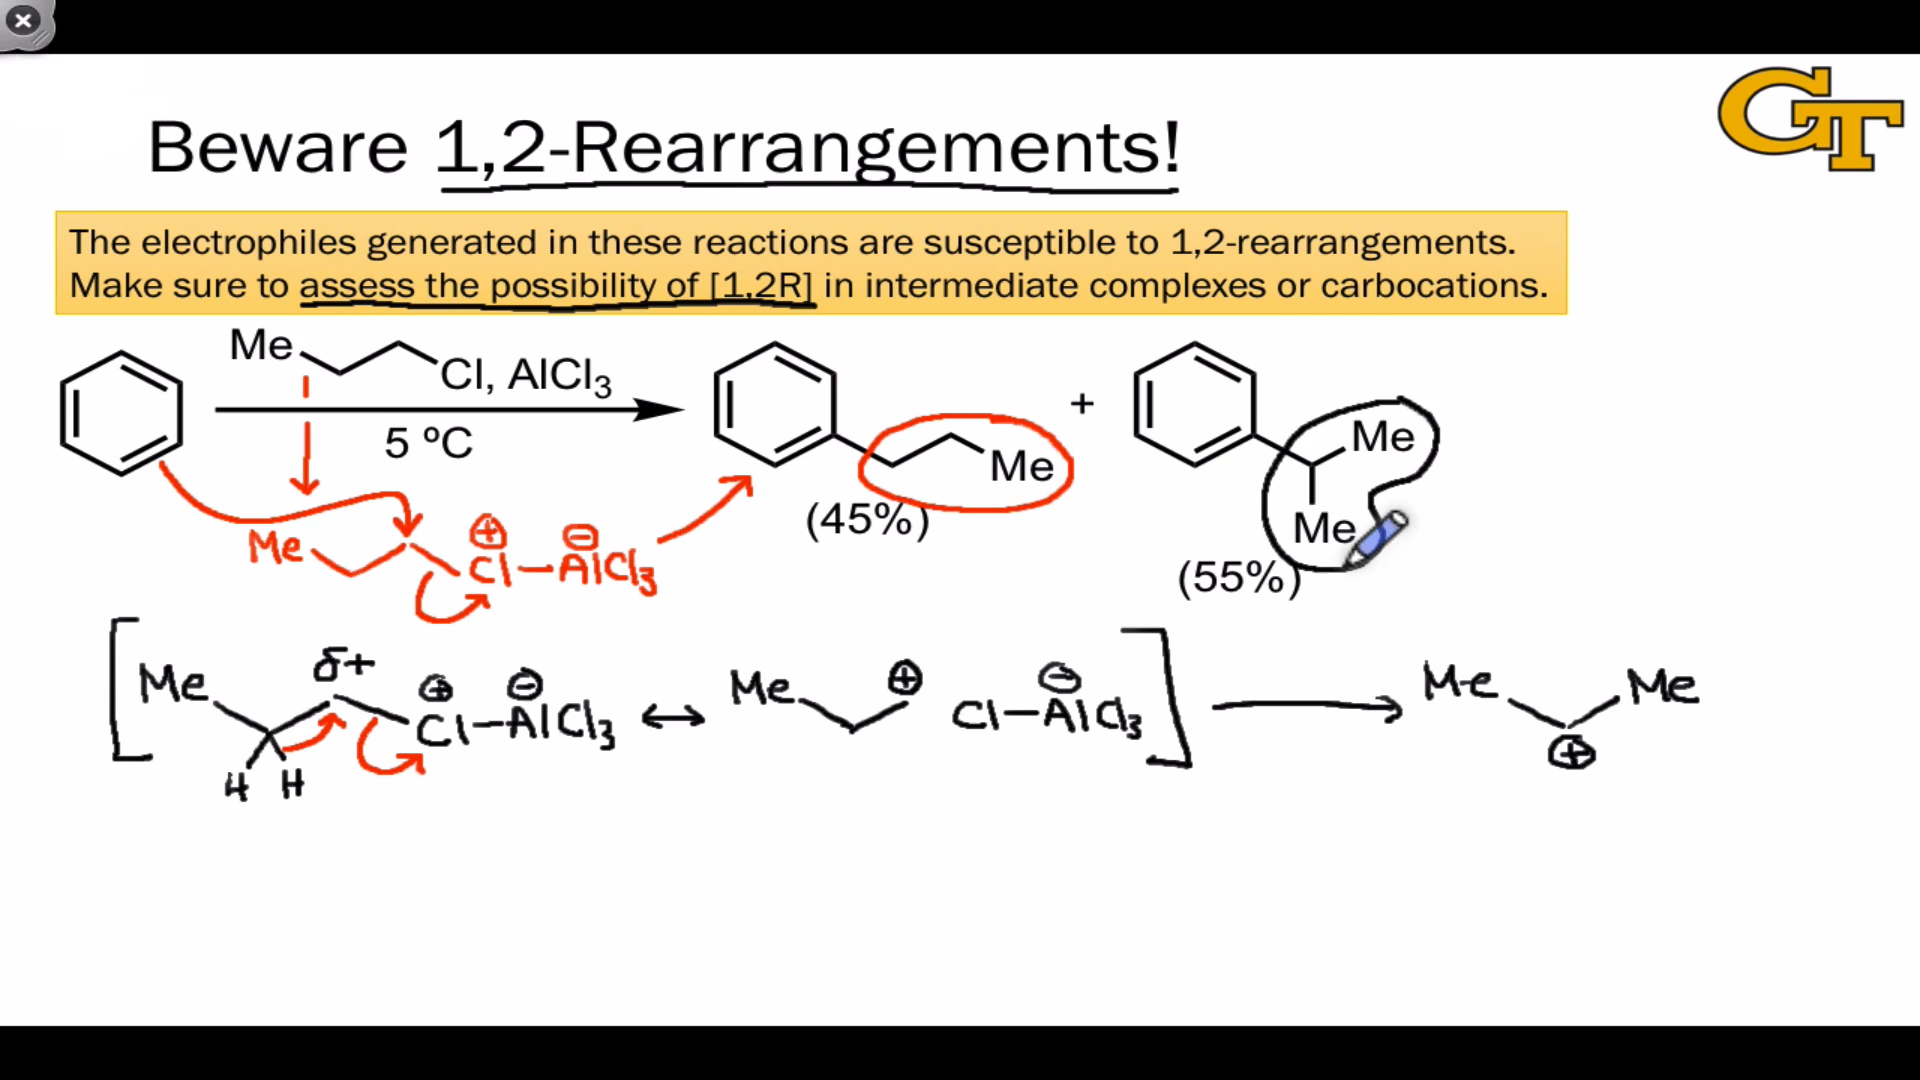 GT
Beware 1,2-Rearrangements!
The electrophiles generated in these reactions are susceptible to 1,2-rearrangements.
Make sure to assess the possibility of [1,2R] in intermediate complexes or carbocations.
Me
Cl, AlCl₃
5 ºC
Me
(45%)
+
Me
Me
(55%)
Me Cl⊕—AlCl₃⊖
Me δ+ Cl⊕—AlCl₃⊖ ↔ Me ⊕ Cl—AlCl₃⊖ → Me Me ⊕
H H